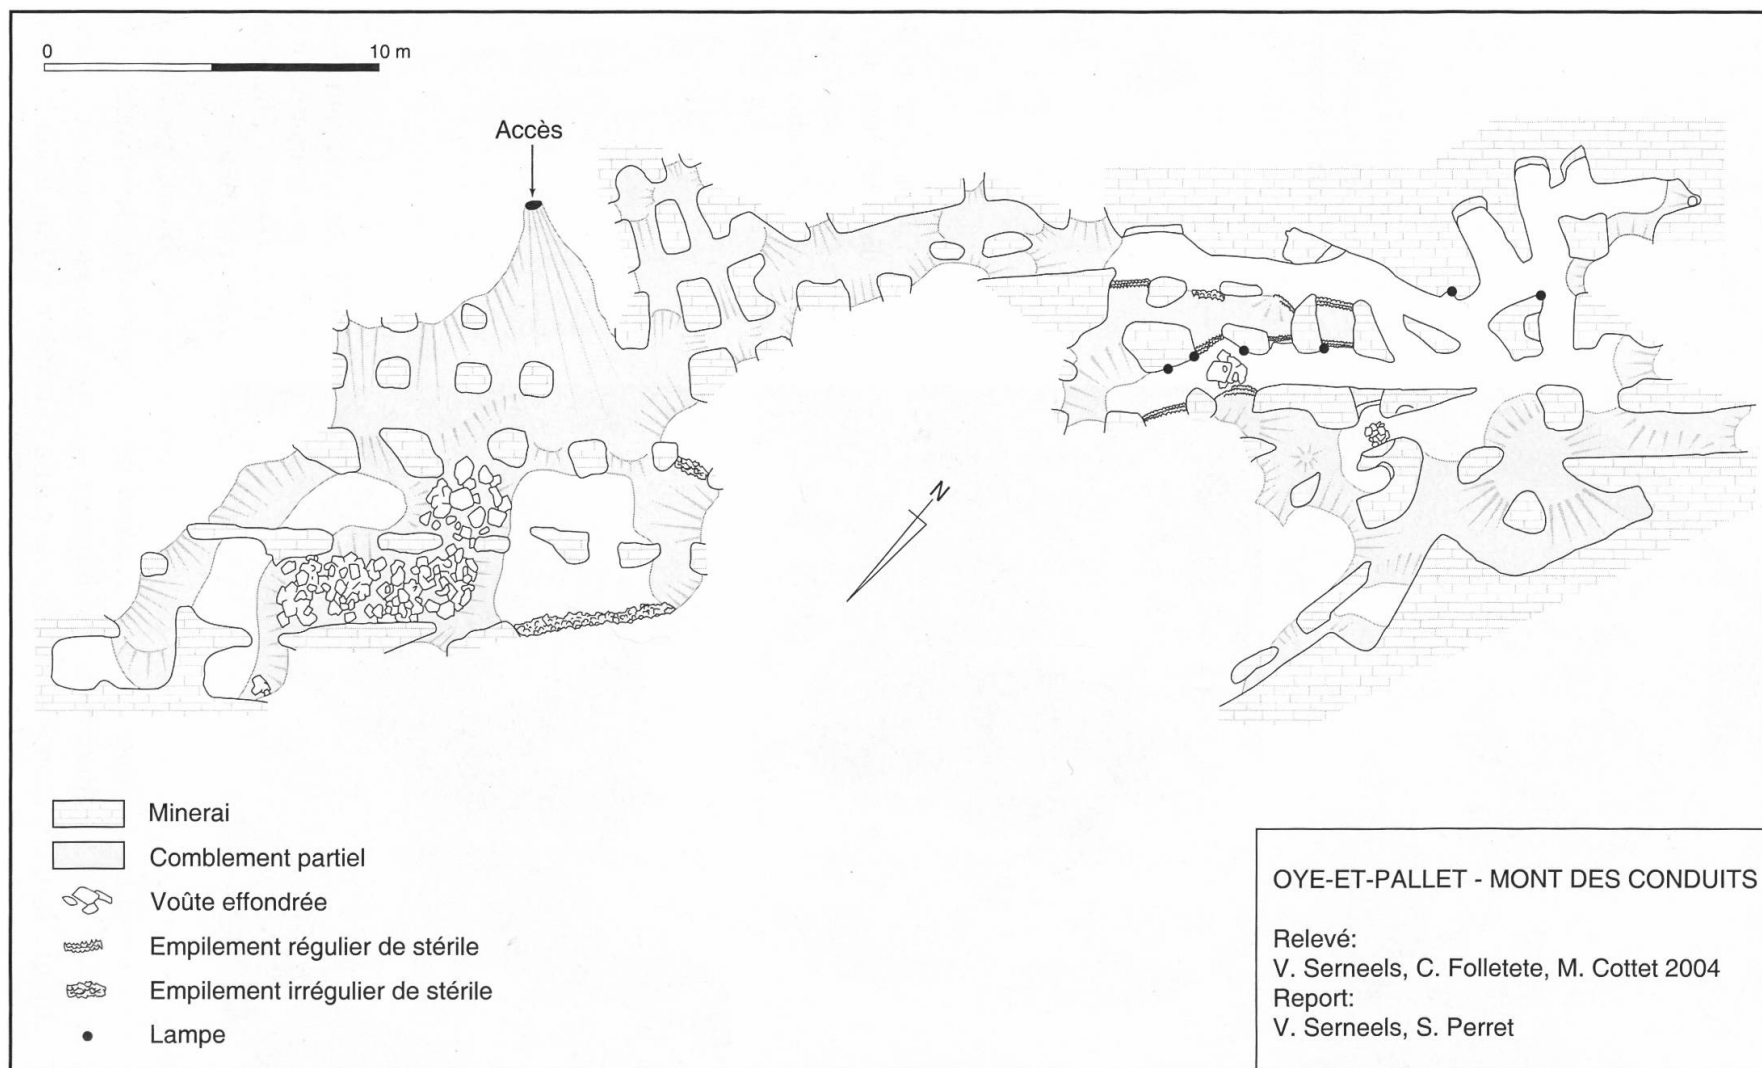 0 10 m
Accès
N
Minerai
Comblement partiel
Voûte effondrée
Empilement régulier de stérile
Empilement irrégulier de stérile
Lampe
OYE-ET-PALLET - MONT DES CONDUITS
Relevé:
V. Serneels, C. Folletete, M. Cottet 2004
Report:
V. Serneels, S. Perret